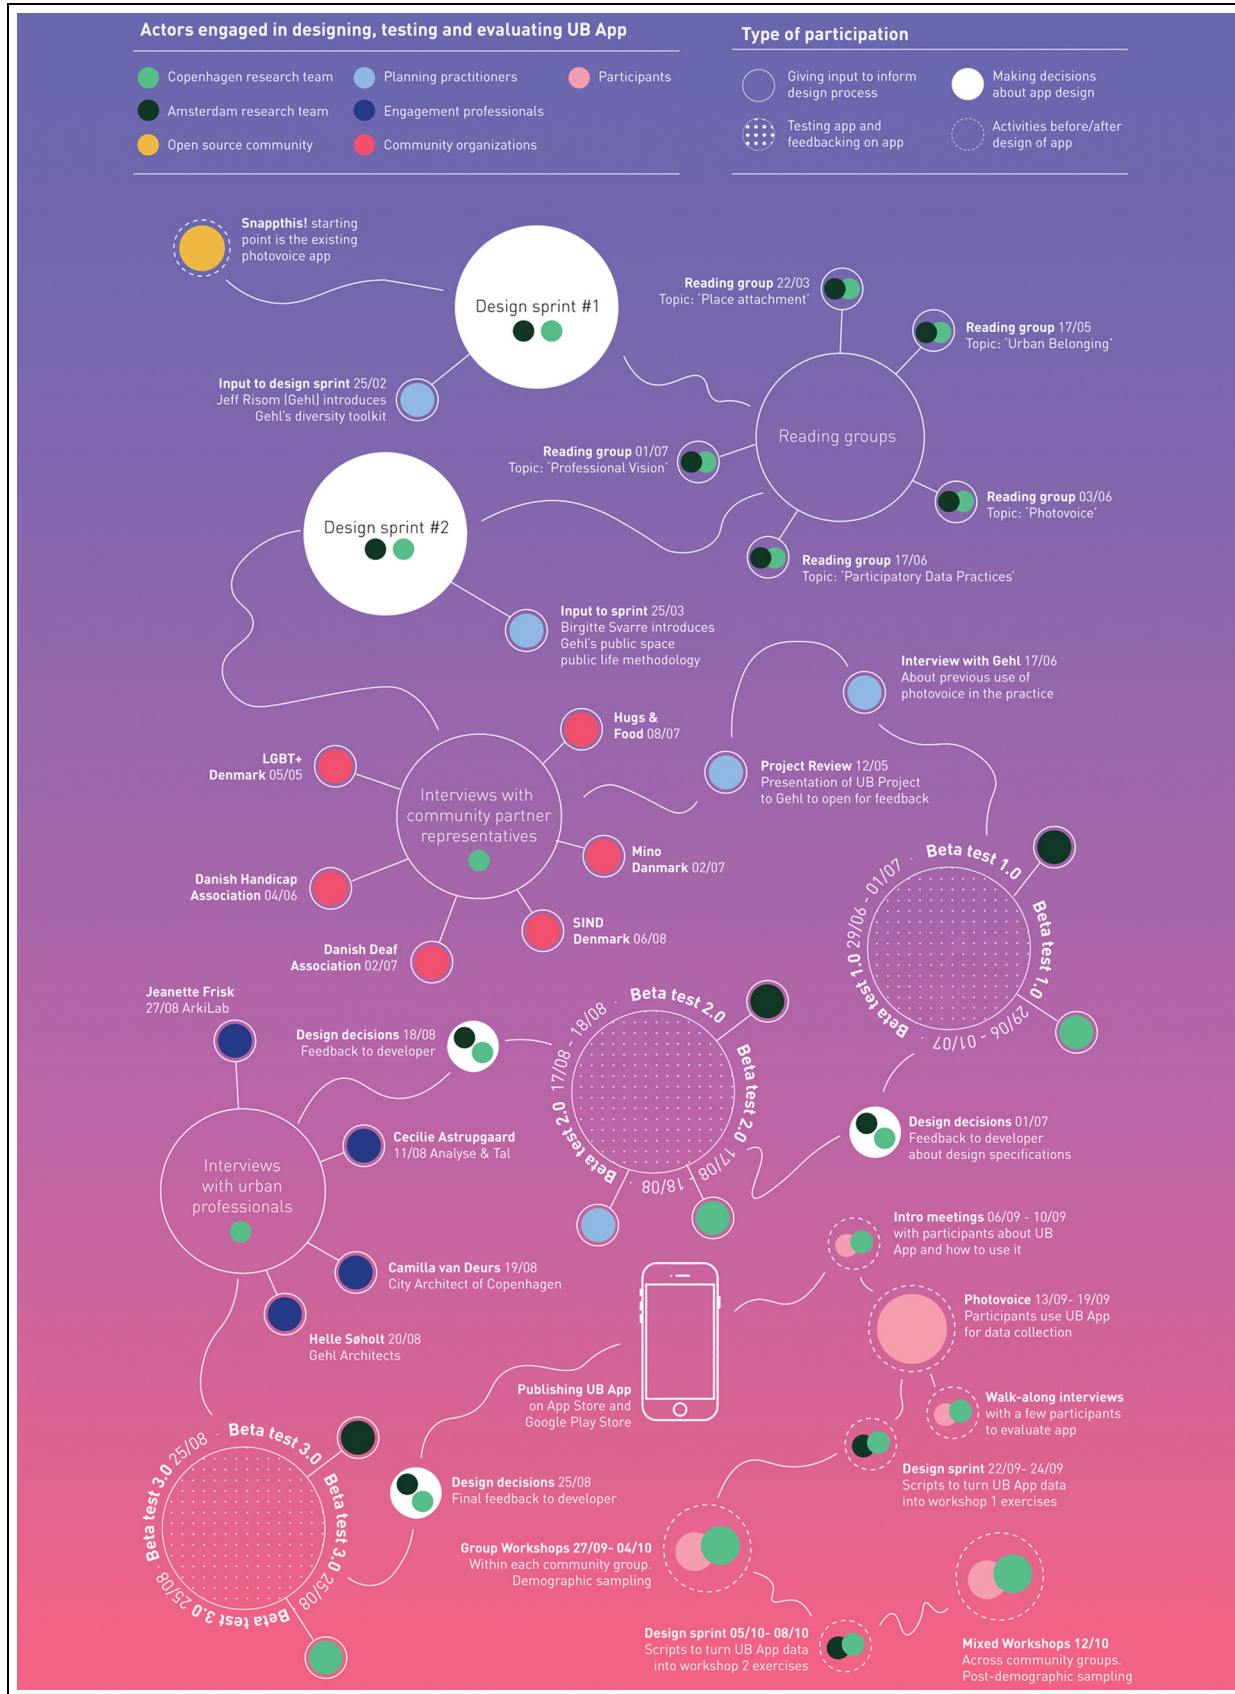 Actors engaged in designing, testing and evaluating UB App
Copenhagen research team
Amsterdam research team
Open source community
Planning practitioners
Engagement professionals
Community organizations
Participants
Type of participation
Giving input to inform
design process
Testing app and
feedbacking on app
Making decisions
about app design
Activities before/after
design of app
Snappthis! starting
point is the existing
photovoice app
Design sprint #1
Input to design sprint 25/02
Jeff Risom (Gehl) introduces
Gehl's diversity toolkit
Reading group 22/03
Topic: 'Place attachment'
Reading group 17/05
Topic: 'Urban Belonging'
Reading groups
Reading group 01/07
Topic: 'Professional Vision'
Reading group 03/06
Topic: 'Photovoice'
Reading group 17/06
Topic: 'Participatory Data Practices'
Design sprint #2
Input to sprint 25/03
Birgitte Svarre introduces
Gehl's public space
public life methodology
Interview with Gehl 17/06
About previous use of
photovoice in the practice
Project Review 12/05
Presentation of UB Project
to Gehl to open for feedback
Hugs &
Food 08/07
LGBT+
Denmark 05/05
Interviews with
community partner
representatives
Mino
Danmark 02/07
Danish Handicap
Association 04/06
SIND
Denmark 06/08
Danish Deaf
Association 02/07
Beta test 1.0 29/06 - 01/07 · Beta test 1.0
Beta test 1.0 29/06 - 01/07 ·
Jeanette Frisk
27/08 ArkiLab
Design decisions 18/08
Feedback to developer
Beta test 2.0 17/08 - 18/08 · Beta test 2.0
Beta test 2.0 17/08 - 18/08 ·
Design decisions 01/07
Feedback to developer
about design specifications
Cecilie Astrupgaard
11/08 Analyse & Tal
Interviews
with urban
professionals
Camilla van Deurs 19/08
City Architect of Copenhagen
Helle Søholt 20/08
Gehl Architects
Intro meetings 06/09 - 10/09
with participants about UB
App and how to use it
Photovoice 13/09- 19/09
Participants use UB App
for data collection
Publishing UB App
on App Store and
Google Play Store
Walk-along interviews
with a few participants
to evaluate app
Beta test 3.0 25/08 · Beta test 3.0
Beta test 3.0 25/08 ·
Beta test 3.0 25/08 ·
Design decisions 25/08
Final feedback to developer
Design sprint 22/09- 24/09
Scripts to turn UB App data
into workshop 1 exercises
Group Workshops 27/09- 04/10
Within each community group.
Demographic sampling
Design sprint 05/10- 08/10
Scripts to turn UB App data
into workshop 2 exercises
Mixed Workshops 12/10
Across community groups.
Post-demographic sampling